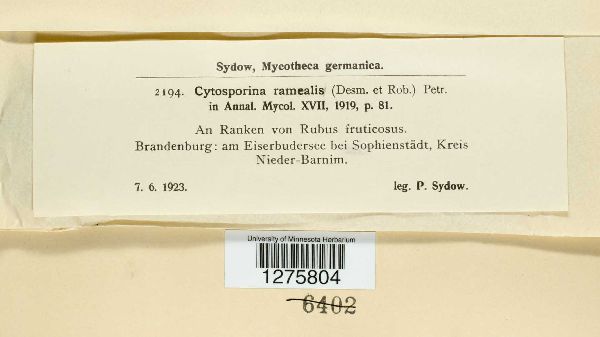 Sydow, Mycotheca germanica.
2194. Cytosporina ramealis (Desm. et Rob.) Petr.
in Annal. Mycol. XVII, 1919, p. 81.
An Ranken von Rubus fruticosus.
Brandenburg: am Eiserbudersee bei Sophienstädt, Kreis
Nieder-Barnim.
7. 6. 1923. leg. P. Sydow.
University of Minnesota Herbarium
1275804
6402